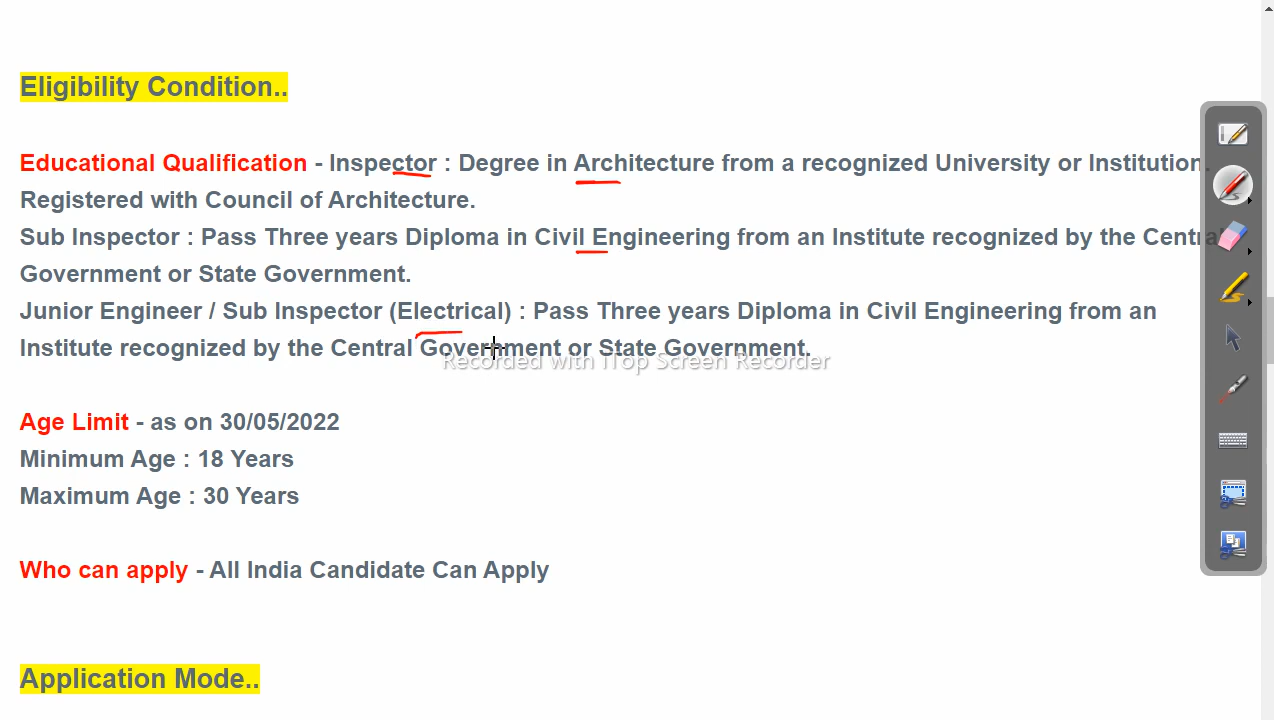 Eligibility Condition..
Educational Qualification - Inspector : Degree in Architecture from a recognized University or Institution.
Registered with Council of Architecture.
Sub Inspector : Pass Three years Diploma in Civil Engineering from an Institute recognized by the Central
Government or State Government.
Junior Engineer / Sub Inspector (Electrical) : Pass Three years Diploma in Civil Engineering from an
Institute recognized by the Central Government or State Government.
Recorded with iTop Screen Recorder
Age Limit - as on 30/05/2022
Minimum Age : 18 Years
Maximum Age : 30 Years
Who can apply - All India Candidate Can Apply
Application Mode..